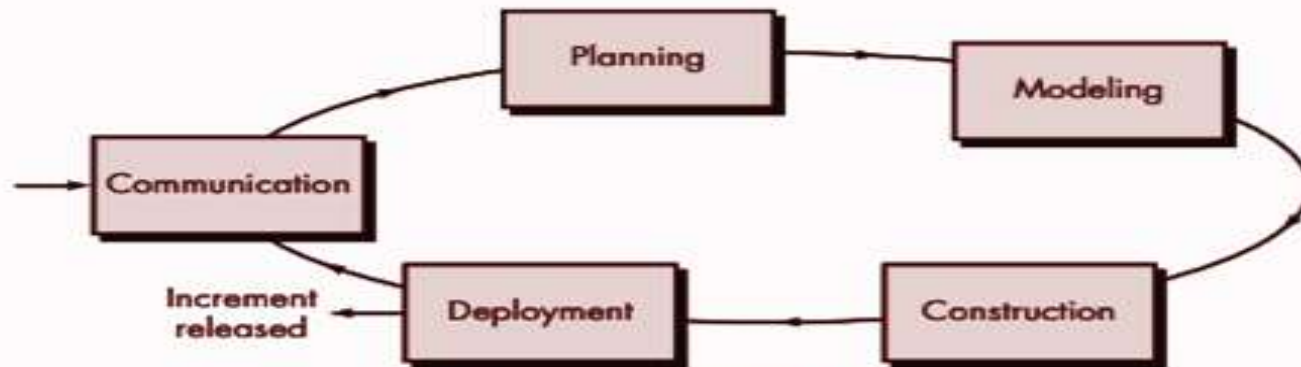 Planning
Modeling
Communication
Increment
released
Deployment
Construction